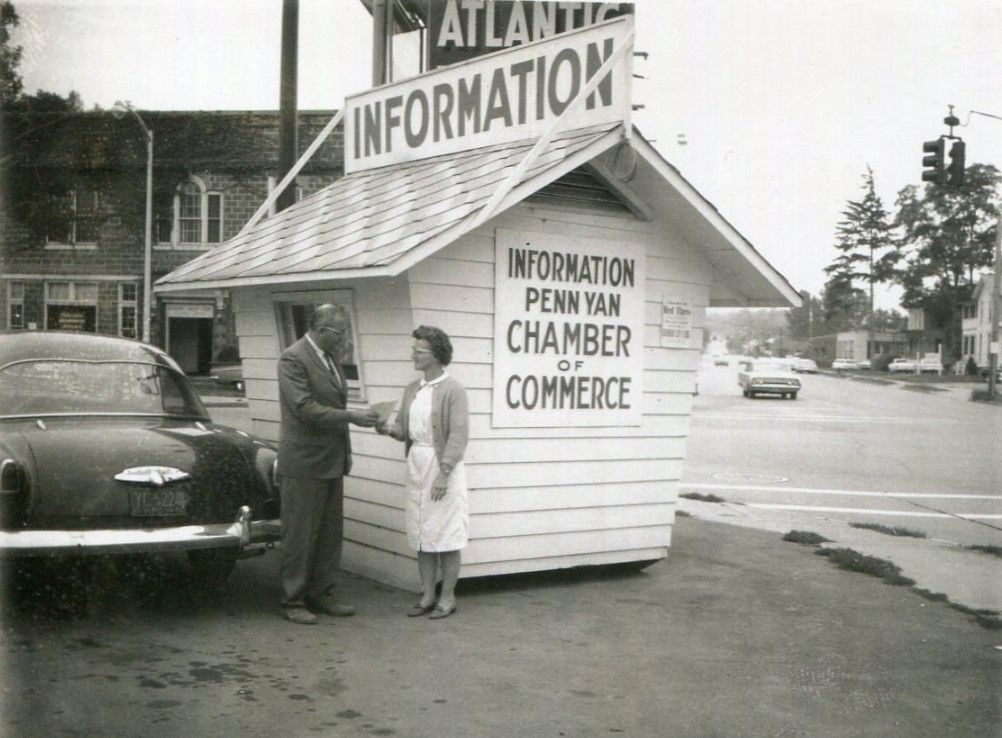 ATLANTIC
INFORMATION
INFORMATION
PENN YAN
CHAMBER
OF
COMMERCE